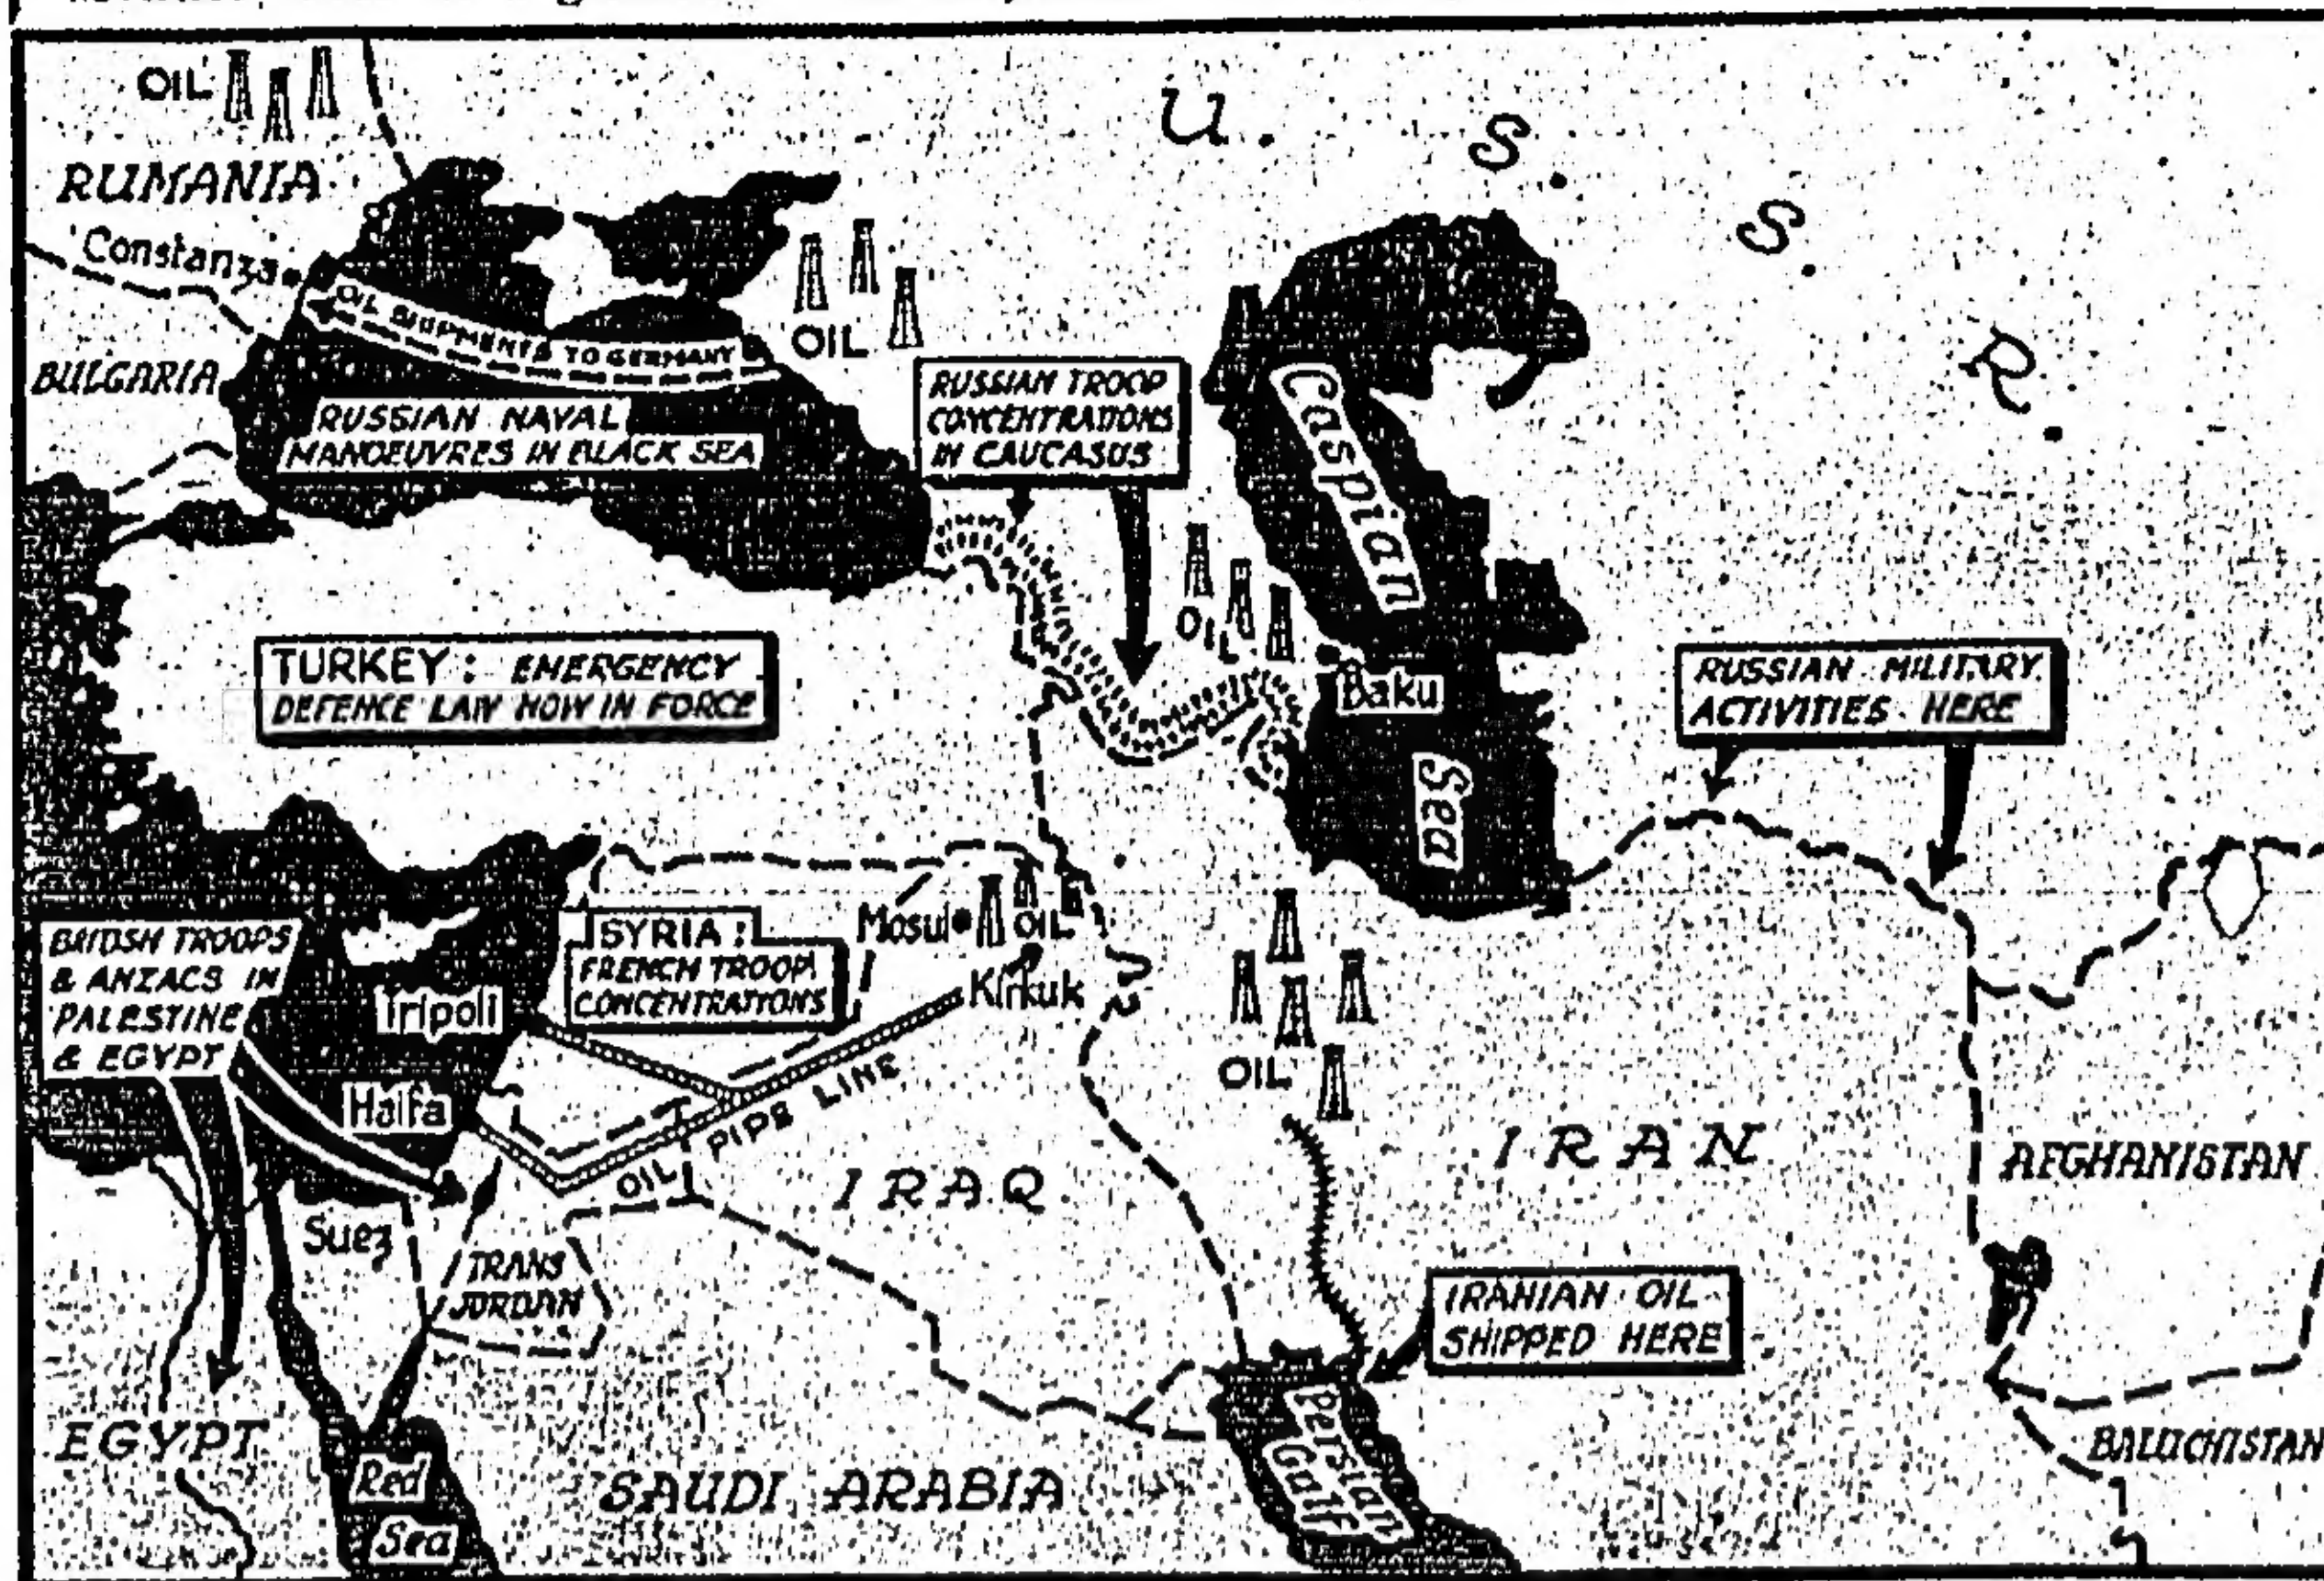 OIL
U. S. S. R.
RUMANIA
Constanza
OIL SHIPMENTS TO GERMANY
OIL
BULGARIA
RUSSIAN NAVAL
MANOEUVRES IN BLACK SEA
RUSSIAN TROOP
CONCENTRATIONS
IN CAUCASUS
Caspian
Sea
OIL
Baku
TURKEY: EMERGENCY
DEFENCE LAW NOW IN FORCE
RUSSIAN MILITARY
ACTIVITIES HERE
BRITISH TROOPS
& ANZACS IN
PALESTINE
& EGYPT
SYRIA:
FRENCH TROOP
CONCENTRATIONS
Mosul
OIL
Kirkuk
Tripoli
Haifa
OIL PIPE LINE
OIL
IRAQ
IRAN
AFGHANISTAN
Suez
TRANS
JORDAN
IRANIAN OIL
SHIPPED HERE
EGYPT
Red
Sea
SAUDI ARABIA
Persian
Gulf
BALUCHISTAN